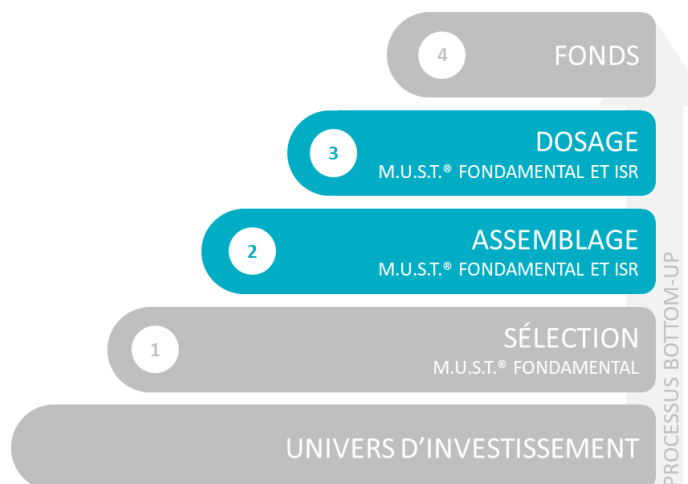 4
FONDS
3
DOSAGE
M.U.S.T.® FONDAMENTAL ET ISR
2
ASSEMBLAGE
M.U.S.T.® FONDAMENTAL ET ISR
1
SÉLECTION
M.U.S.T.® FONDAMENTAL
UNIVERS D'INVESTISSEMENT
PROCESSUS BOTTOM-UP